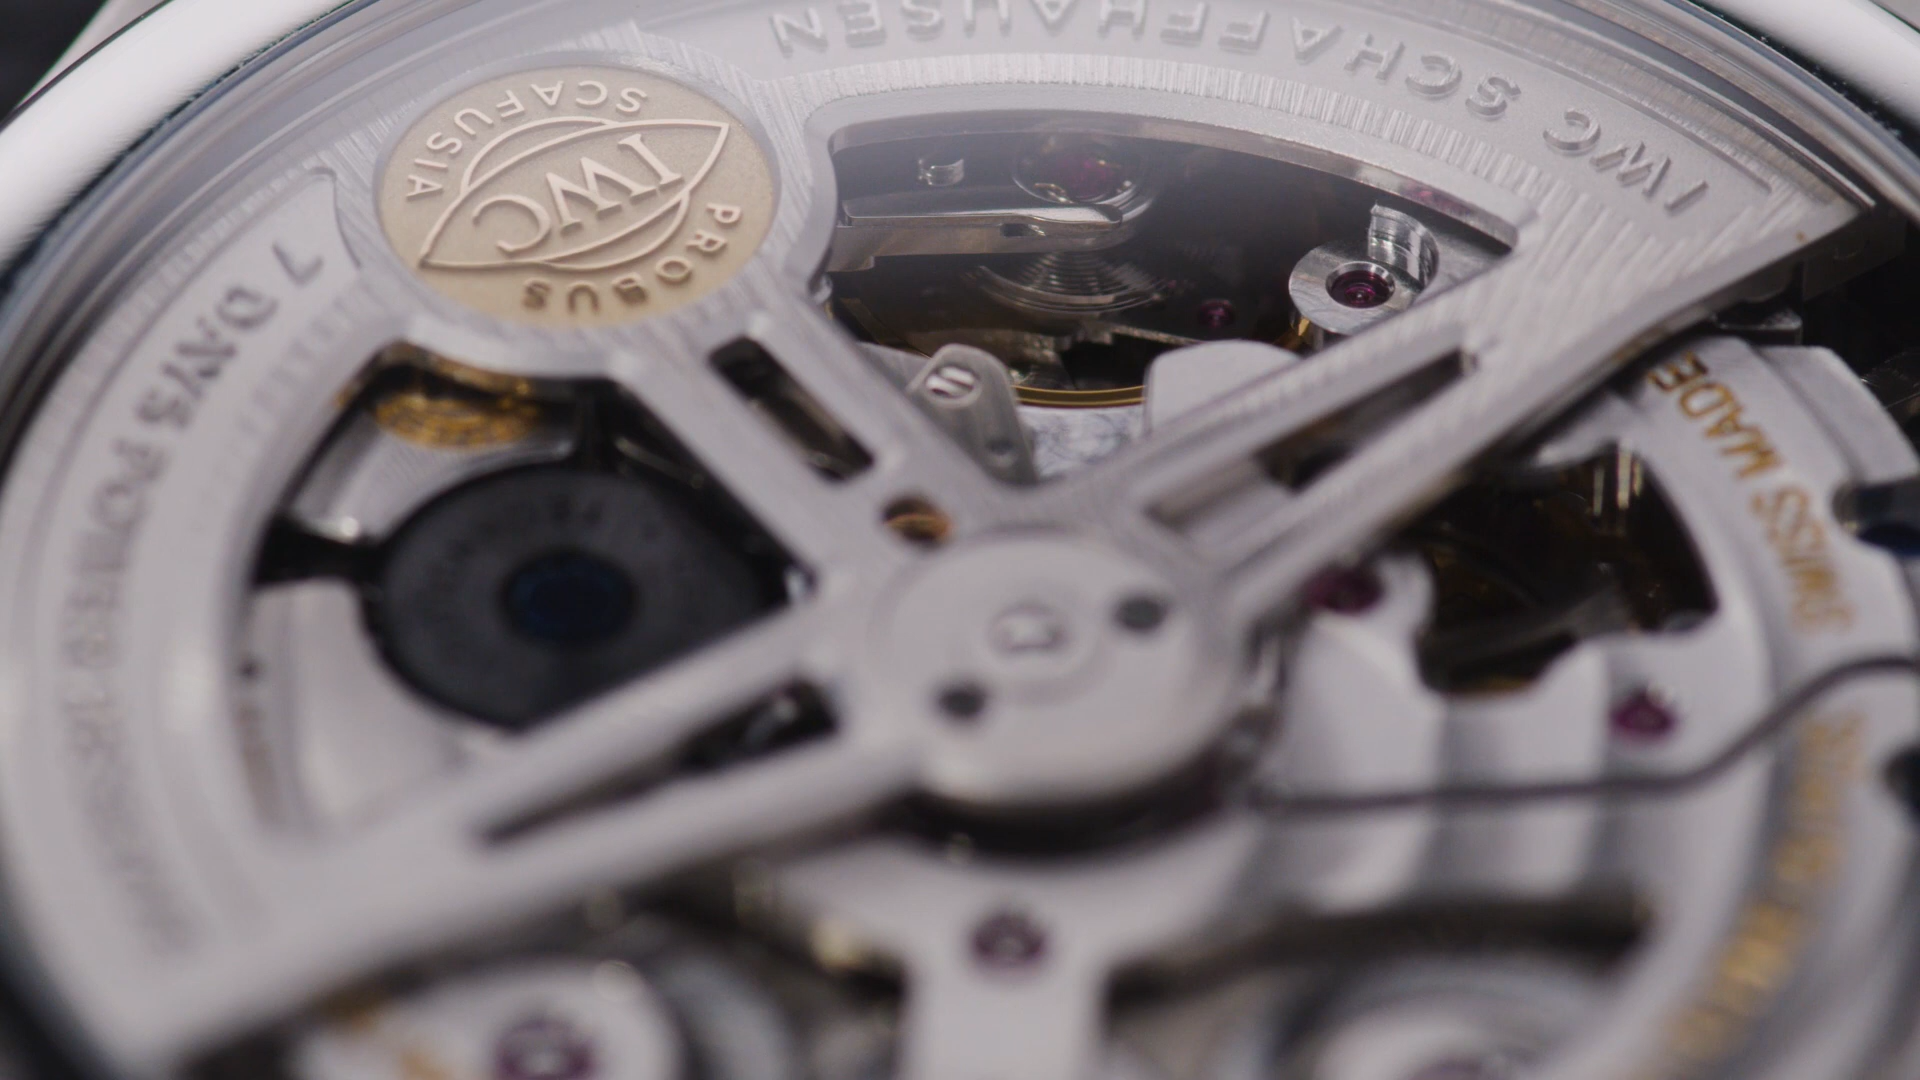 IWC SCHAFFHAUSEN
PROBUS
SCAFUSIA
IWC
7 DAYS POWER RESERVE
SWISS MADE